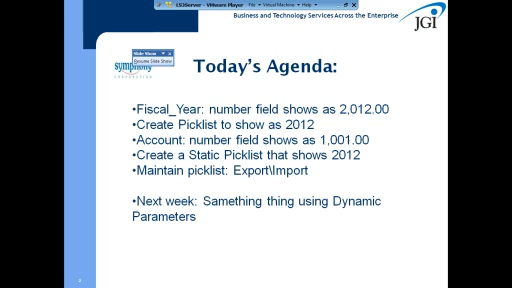 LS3Server - VMware Player File Virtual Machine Help
Business and Technology Services Across the Enterprise
JGI
Slide Show
Resume Slide Show
symphony
Today's Agenda:
•Fiscal_Year: number field shows as 2,012.00
•Create Picklist to show as 2012
•Account: number field shows as 1,001.00
•Create a Static Picklist that shows 2012
•Maintain picklist: Export\Import
•Next week: Samething thing using Dynamic
Parameters
2